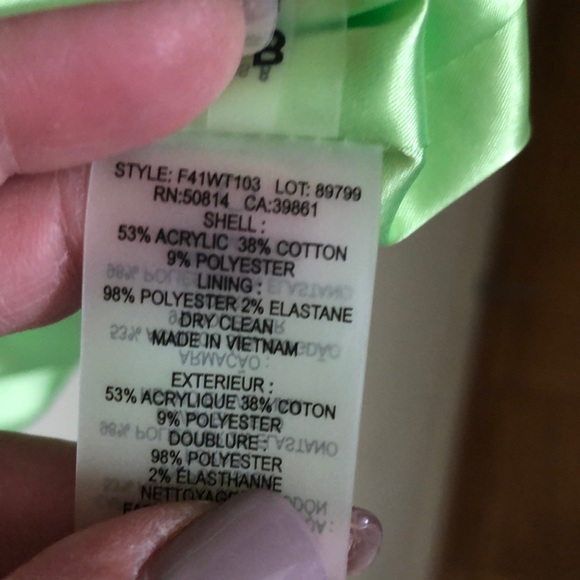 STYLE: F41WT103 LOT: 89799
RN:50814 CA:39861
SHELL :
53% ACRYLIC 38% COTTON
9% POLYESTER
LINING :
98% POLYESTER 2% ELASTANE
DRY CLEAN
MADE IN VIETNAM
EXTERIEUR :
53% ACRYLIQUE 38% COTON
9% POLYESTER
DOUBLURE :
98% POLYESTER
2% ÉLASTHANNE